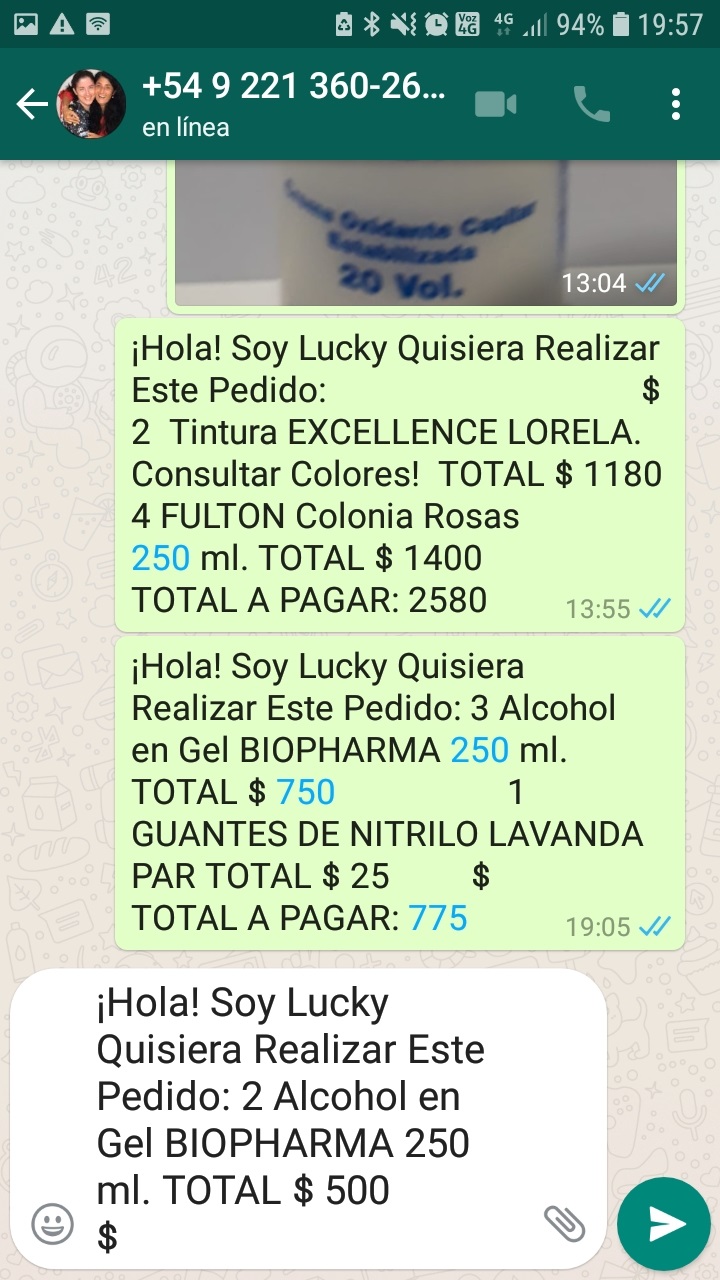 94% 19:57
+54 9 221 360-26...
en línea
Oxidante Capilar
Estabilizada
20 Vol.
13:04
¡Hola! Soy Lucky Quisiera Realizar
Este Pedido: $
2 Tintura EXCELLENCE LORELA.
Consultar Colores! TOTAL $ 1180
4 FULTON Colonia Rosas
250 ml. TOTAL $ 1400
TOTAL A PAGAR: 2580
13:55
¡Hola! Soy Lucky Quisiera
Realizar Este Pedido: 3 Alcohol
en Gel BIOPHARMA 250 ml.
TOTAL $ 750 1
GUANTES DE NITRILO LAVANDA
PAR TOTAL $ 25 $
TOTAL A PAGAR: 775
19:05
¡Hola! Soy Lucky
Quisiera Realizar Este
Pedido: 2 Alcohol en
Gel BIOPHARMA 250
ml. TOTAL $ 500
$